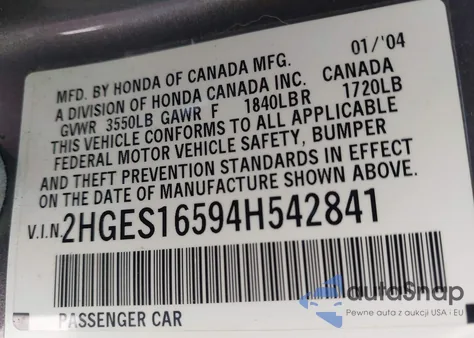 MFD. BY HONDA OF CANADA MFG. 01/'04
A DIVISION OF HONDA CANADA INC. CANADA
GVWR 3550LB GAWR F 1840LBR 1720LB
THIS VEHICLE CONFORMS TO ALL APPLICABLE
FEDERAL MOTOR VEHICLE SAFETY, BUMPER
AND THEFT PREVENTION STANDARDS IN EFFECT
ON THE DATE OF MANUFACTURE SHOWN ABOVE.
V.I.N. 2HGES16594H542841
PASSENGER CAR
autoSnap
Pewne auta z aukcji USA i EU